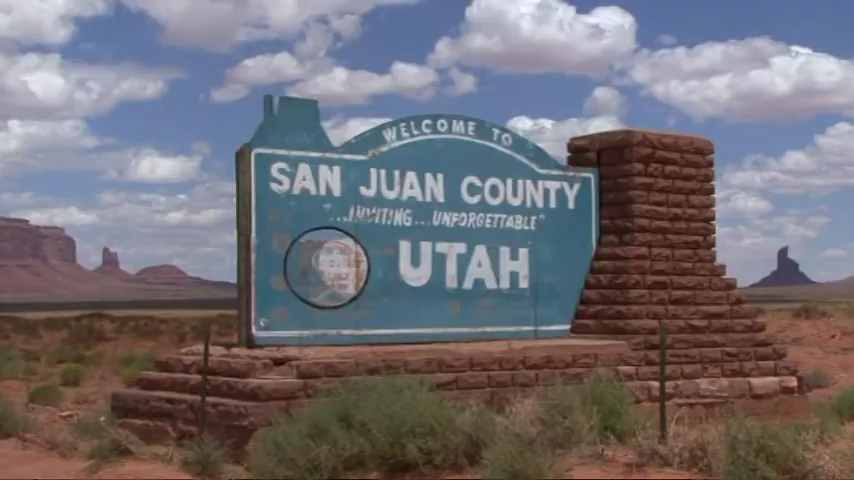 WELCOME TO
SAN JUAN COUNTY
"...INVITING...UNFORGETTABLE"
UTAH